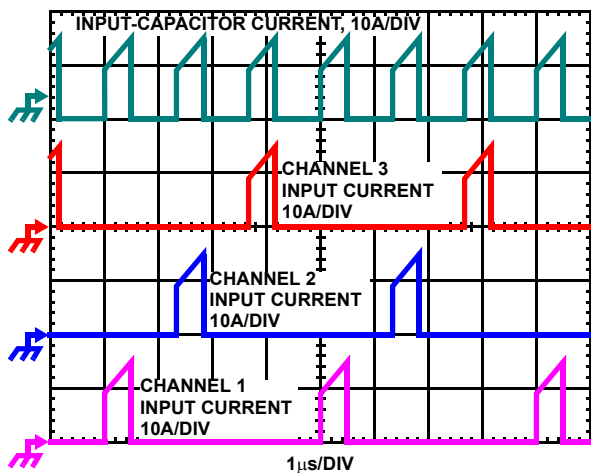 INPUT-CAPACITOR CURRENT, 10A/DIV
CHANNEL 3
INPUT CURRENT
10A/DIV
CHANNEL 2
INPUT CURRENT
10A/DIV
CHANNEL 1
INPUT CURRENT
10A/DIV
1μs/DIV